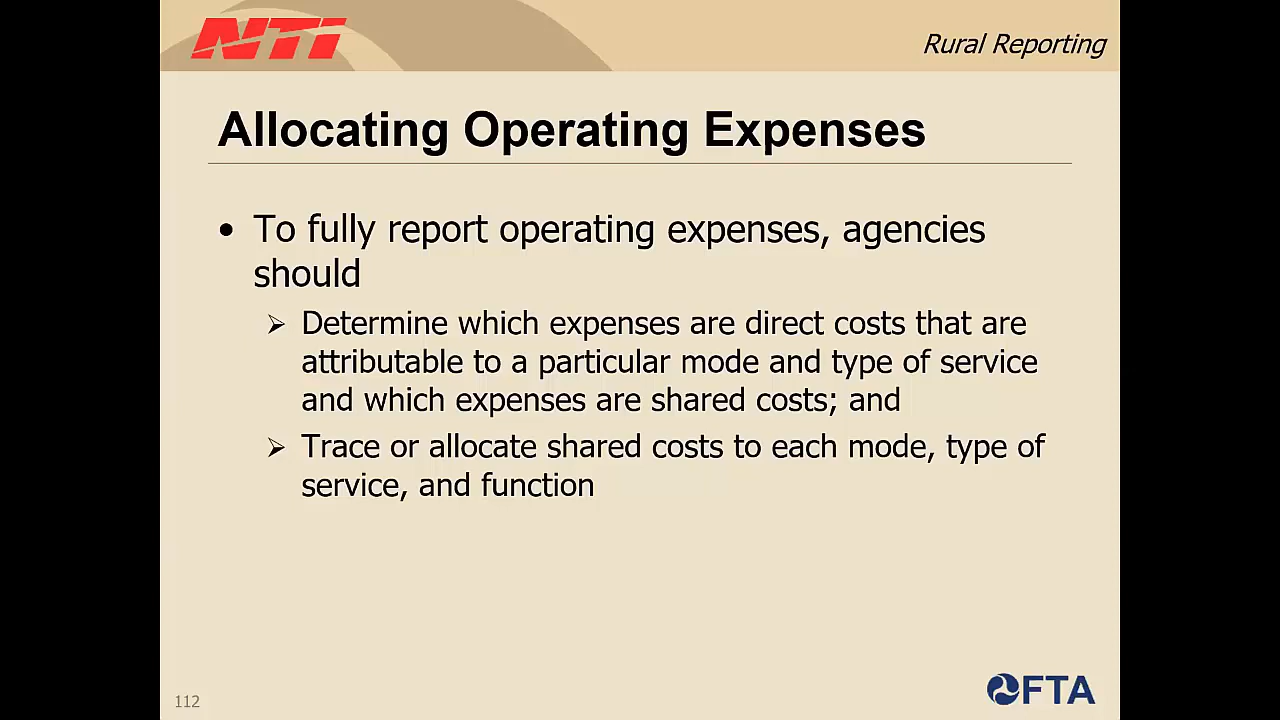 NTI
Rural Reporting
Allocating Operating Expenses
• To fully report operating expenses, agencies
should
➢ Determine which expenses are direct costs that are
attributable to a particular mode and type of service
and which expenses are shared costs; and
➢ Trace or allocate shared costs to each mode, type of
service, and function
112
FTA